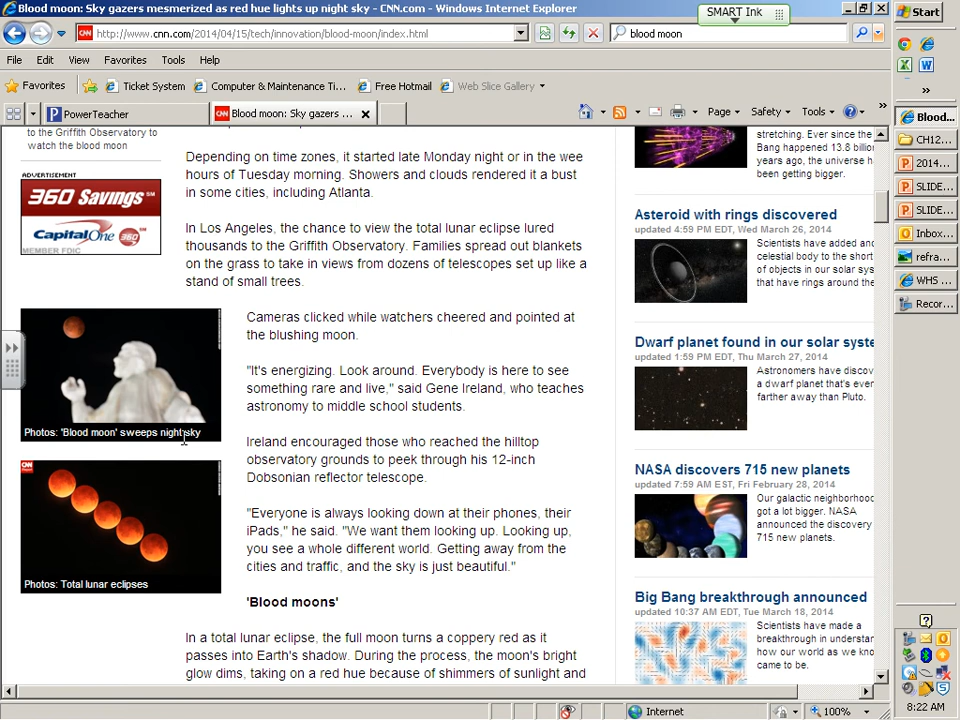 Blood moon: Sky gazers mesmerized as red hue lights up night sky - CNN.com - Windows Internet Explorer
SMART Ink
Start
http://www.cnn.com/2014/04/15/tech/innovation/blood-moon/index.html
blood moon
File Edit View Favorites Tools Help
Favorites Ticket System Computer & Maintenance Ti... Free Hotmail Web Slice Gallery
PowerTeacher Blood moon: Sky gazers ...
Page Safety Tools
to the Griffith Observatory to
watch the blood moon
ADVERTISEMENT
360 Savings SM
Capital One 360
MEMBER FDIC
Photos: 'Blood moon' sweeps night sky
CNN
Photos: Total lunar eclipses
Depending on time zones, it started late Monday night or in the wee
hours of Tuesday morning. Showers and clouds rendered it a bust
in some cities, including Atlanta.
In Los Angeles, the chance to view the total lunar eclipse lured
thousands to the Griffith Observatory. Families spread out blankets
on the grass to take in views from dozens of telescopes set up like a
stand of small trees.
Cameras clicked while watchers cheered and pointed at
the blushing moon.
"It's energizing. Look around. Everybody is here to see
something rare and live," said Gene Ireland, who teaches
astronomy to middle school students.
Ireland encouraged those who reached the hilltop
observatory grounds to peek through his 12-inch
Dobsonian reflector telescope.
"Everyone is always looking down at their phones, their
iPads," he said. "We want them looking up. Looking up,
you see a whole different world. Getting away from the
cities and traffic, and the sky is just beautiful."
'Blood moons'
In a total lunar eclipse, the full moon turns a coppery red as it
passes into Earth's shadow. During the process, the moon's bright
glow dims, taking on a red hue because of shimmers of sunlight and
stretching. Ever since the
Bang happened 13.8 billio
years ago, the universe h
been getting bigger.
Asteroid with rings discovered
updated 4:59 PM EDT, Wed March 26, 2014
Scientists have added anc
celestial body to the short
of objects in our solar sys
that have rings around the
Dwarf planet found in our solar syste
updated 1:59 PM EDT, Thu March 27, 2014
Astronomers have discov
a dwarf planet that's ever
farther away than Pluto.
NASA discovers 715 new planets
updated 7:59 AM EST, Fri February 28, 2014
Our galactic neighborhood
got a lot bigger. NASA
announced the discovery
715 new planets.
Big Bang breakthrough announced
updated 10:37 AM EDT, Tue March 18, 2014
Scientists have made a
breakthrough in understan
how our world as we kno
came to be.
Blood...
CH12...
2014...
SLIDE...
SLIDE...
Inbox...
refra...
WHS ...
Recor...
Internet 100%
8:22 AM